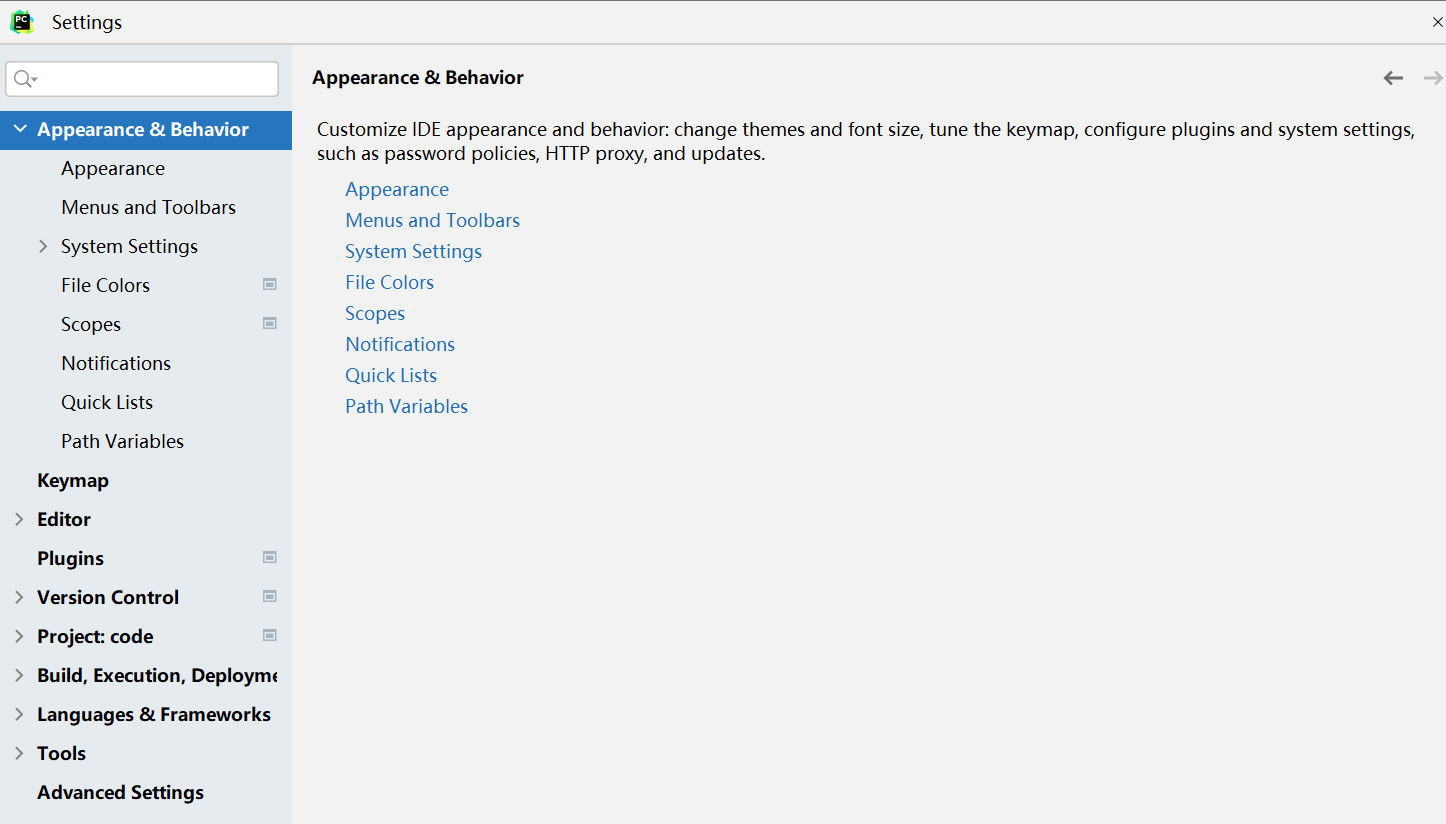 PC
Settings
Appearance & Behavior
Appearance
Menus and Toolbars
System Settings
File Colors
Scopes
Notifications
Quick Lists
Path Variables
Keymap
Editor
Plugins
Version Control
Project: code
Build, Execution, Deployme
Languages & Frameworks
Tools
Advanced Settings
Appearance & Behavior
Customize IDE appearance and behavior: change themes and font size, tune the keymap, configure plugins and system settings,
such as password policies, HTTP proxy, and updates.
Appearance
Menus and Toolbars
System Settings
File Colors
Scopes
Notifications
Quick Lists
Path Variables